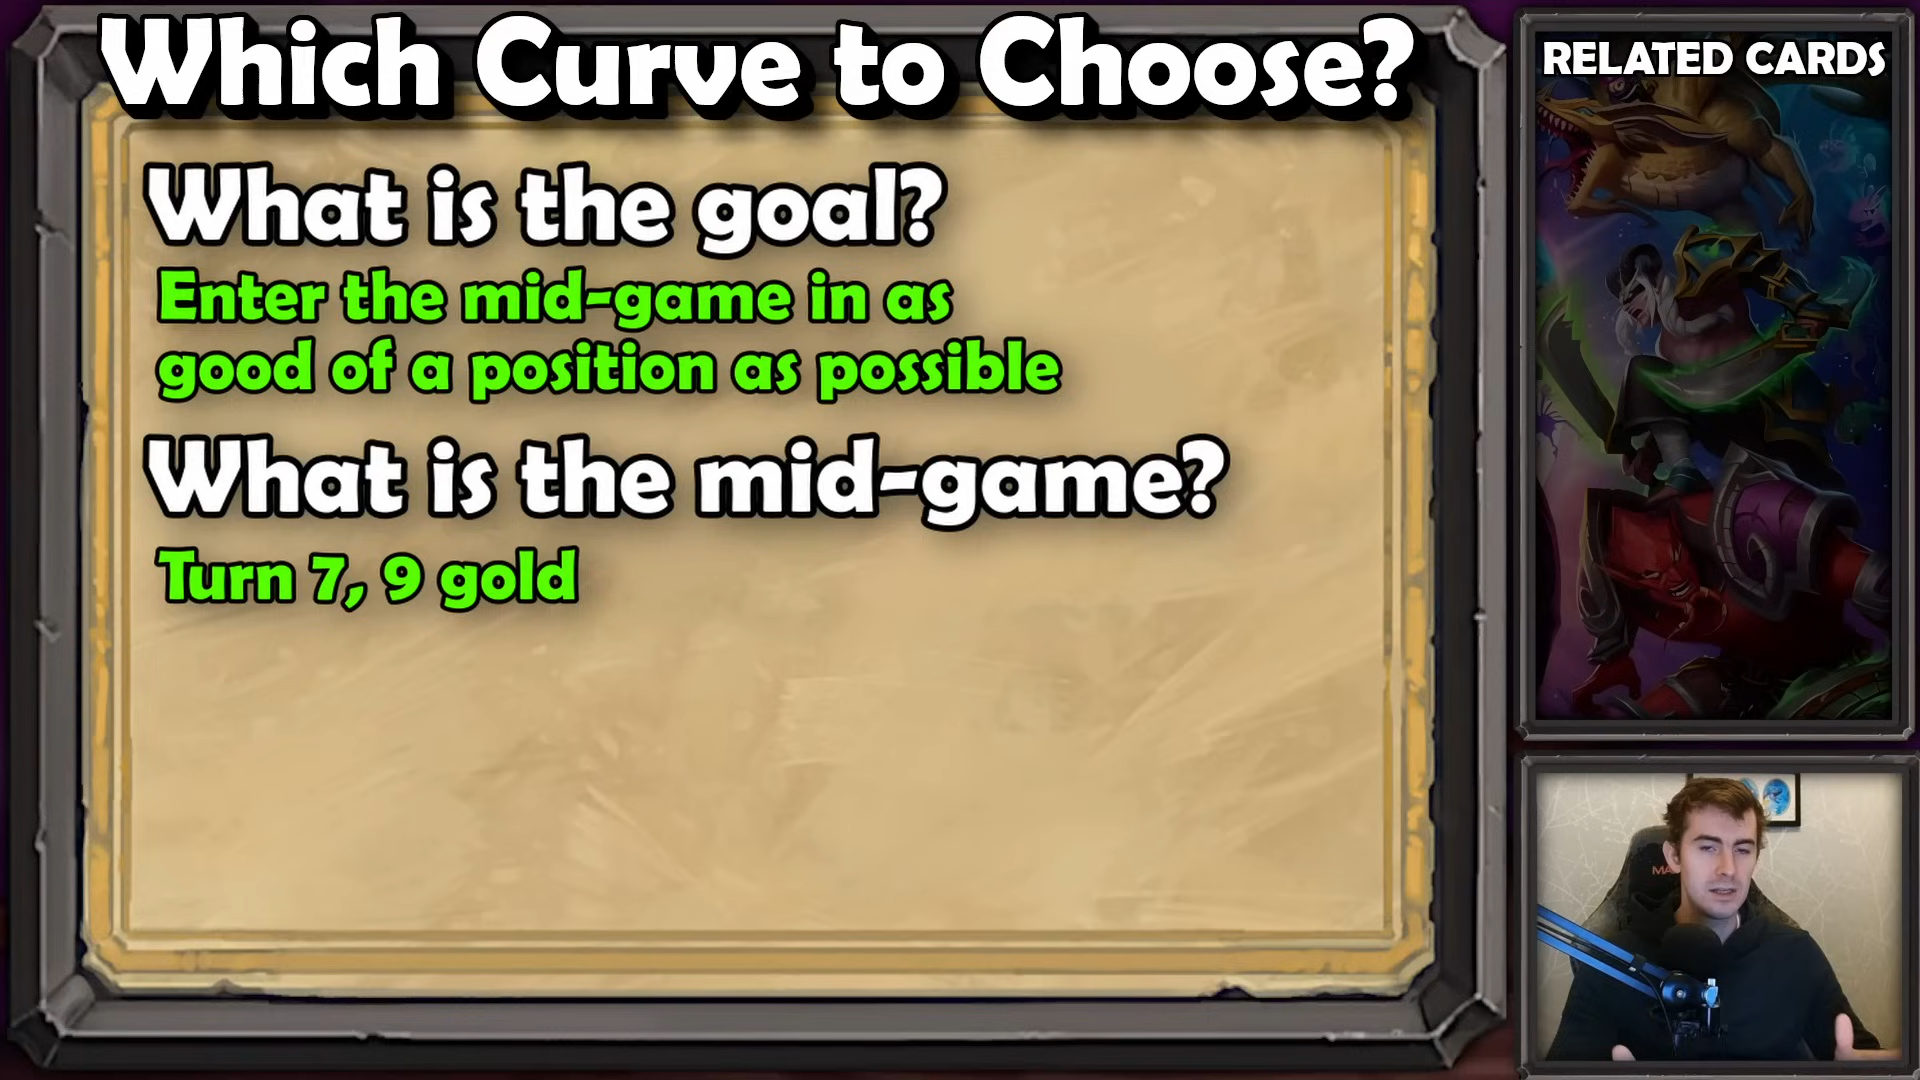 Which Curve to Choose?
RELATED CARDS
What is the goal?
Enter the mid-game in as
good of a position as possible
What is the mid-game?
Turn 7, 9 gold